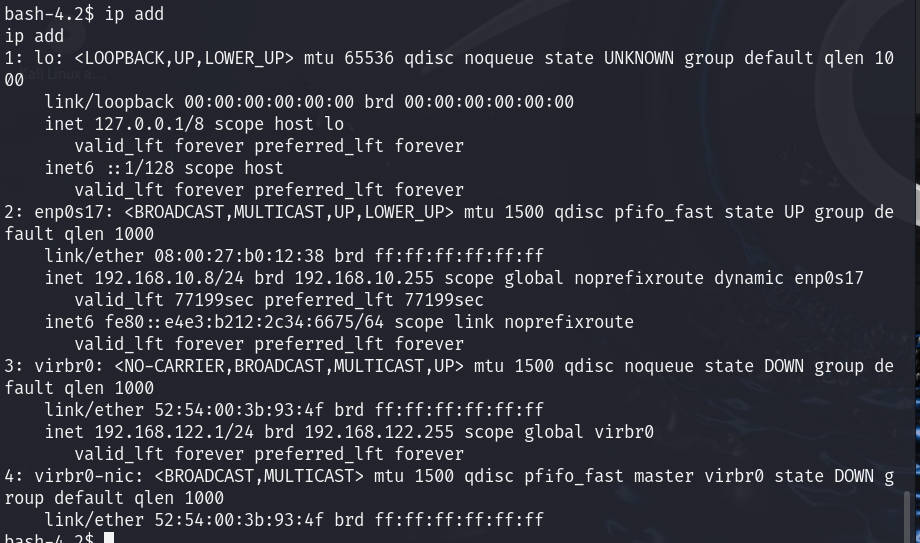 bash-4.2$ ip add
ip add
1: lo: <LOOPBACK,UP,LOWER_UP> mtu 65536 qdisc noqueue state UNKNOWN group default qlen 10
00
    link/loopback 00:00:00:00:00:00 brd 00:00:00:00:00:00
    inet 127.0.0.1/8 scope host lo
       valid_lft forever preferred_lft forever
    inet6 ::1/128 scope host
       valid_lft forever preferred_lft forever
2: enp0s17: <BROADCAST,MULTICAST,UP,LOWER_UP> mtu 1500 qdisc pfifo_fast state UP group de
fault qlen 1000
    link/ether 08:00:27:b0:12:38 brd ff:ff:ff:ff:ff:ff
    inet 192.168.10.8/24 brd 192.168.10.255 scope global noprefixroute dynamic enp0s17
       valid_lft 77199sec preferred_lft 77199sec
    inet6 fe80::e4e3:b212:2c34:6675/64 scope link noprefixroute
       valid_lft forever preferred_lft forever
3: virbr0: <NO-CARRIER,BROADCAST,MULTICAST,UP> mtu 1500 qdisc noqueue state DOWN group de
fault qlen 1000
    link/ether 52:54:00:3b:93:4f brd ff:ff:ff:ff:ff:ff
    inet 192.168.122.1/24 brd 192.168.122.255 scope global virbr0
       valid_lft forever preferred_lft forever
4: virbr0-nic: <BROADCAST,MULTICAST> mtu 1500 qdisc pfifo_fast master virbr0 state DOWN g
roup default qlen 1000
    link/ether 52:54:00:3b:93:4f brd ff:ff:ff:ff:ff:ff
bash-4.2$